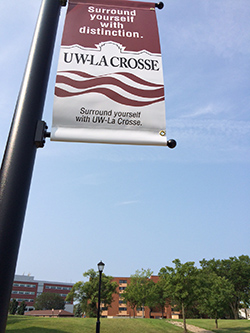 Surround
yourself
with
distinction.
UW-LA CROSSE
Surround yourself
with UW-La Crosse.